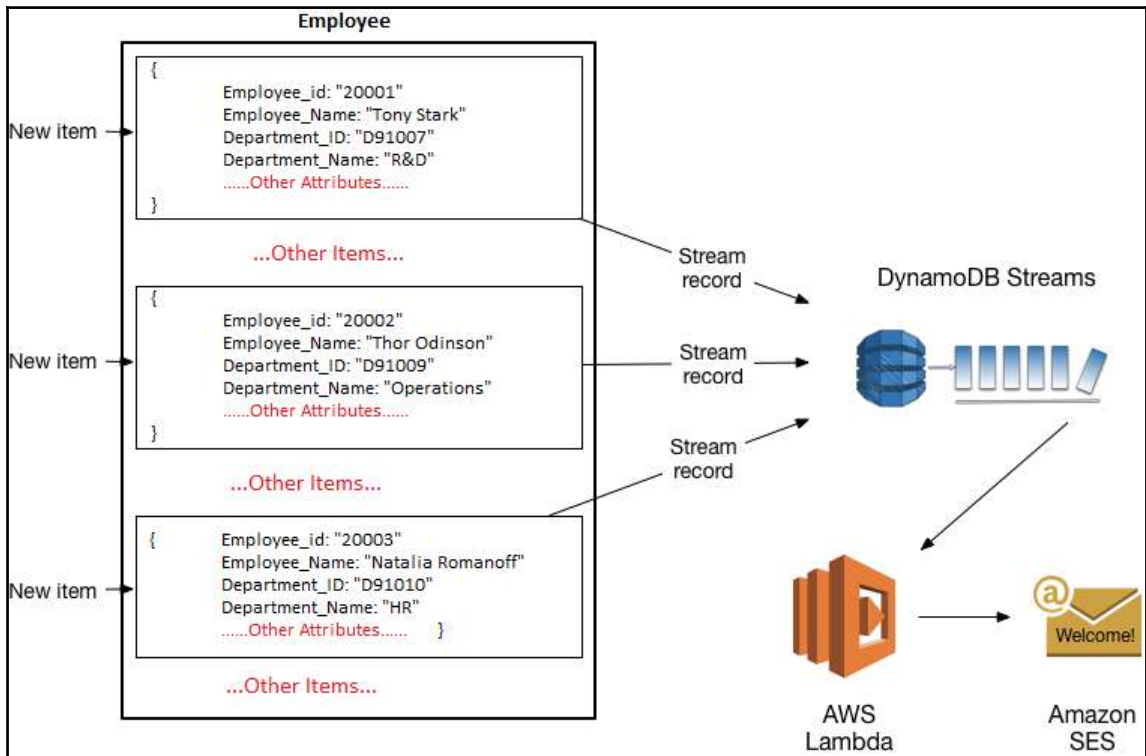 Employee
New item
{
Employee_id: "20001"
Employee_Name: "Tony Stark"
Department_ID: "D91007"
Department_Name: "R&D"
......Other Attributes......
}
...Other Items...
New item
{
Employee_id: "20002"
Employee_Name: "Thor Odinson"
Department_ID: "D91009"
Department_Name: "Operations"
......Other Attributes......
}
...Other Items...
New item
{ Employee_id: "20003"
Employee_Name: "Natalia Romanoff"
Department_ID: "D91010"
Department_Name: "HR"
......Other Attributes...... }
...Other Items...
Stream
record
Stream
record
Stream
record
DynamoDB Streams
AWS
Lambda
@
Welcome!
Amazon
SES